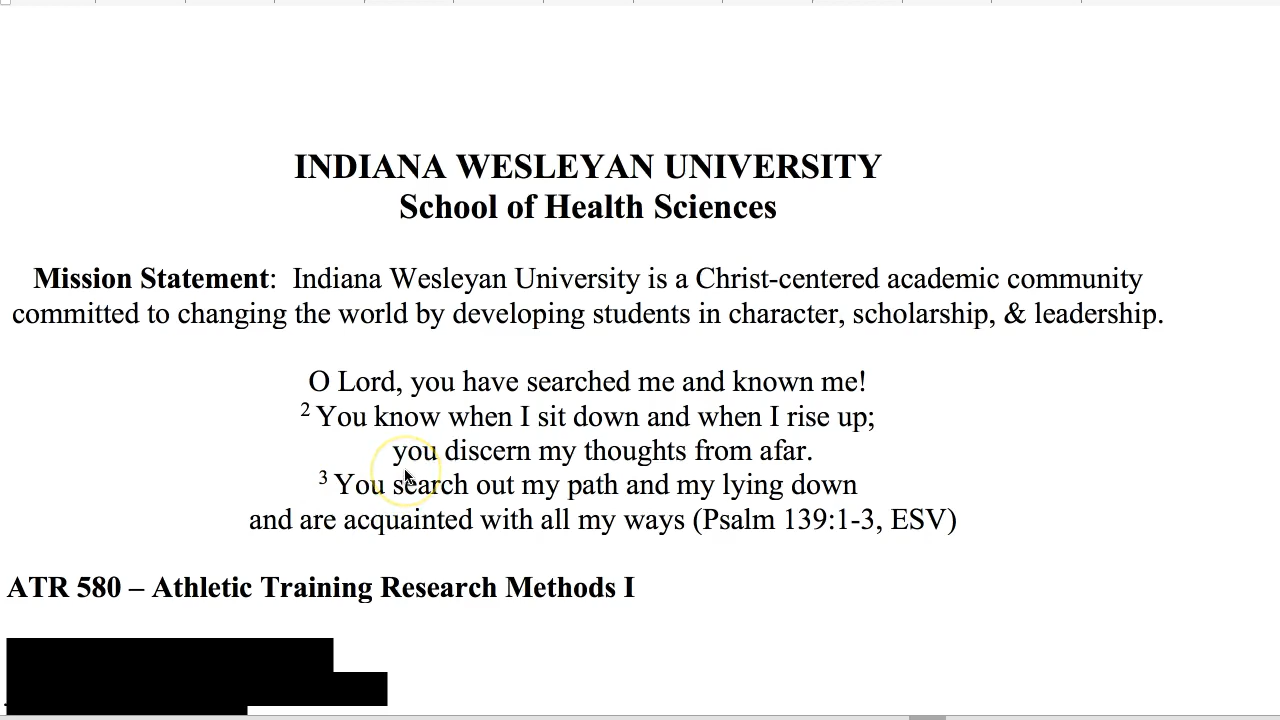 INDIANA WESLEYAN UNIVERSITY
School of Health Sciences
Mission Statement: Indiana Wesleyan University is a Christ-centered academic community
committed to changing the world by developing students in character, scholarship, & leadership.
O Lord, you have searched me and known me!
2 You know when I sit down and when I rise up;
you discern my thoughts from afar.
3 You search out my path and my lying down
and are acquainted with all my ways (Psalm 139:1-3, ESV)
ATR 580 – Athletic Training Research Methods I